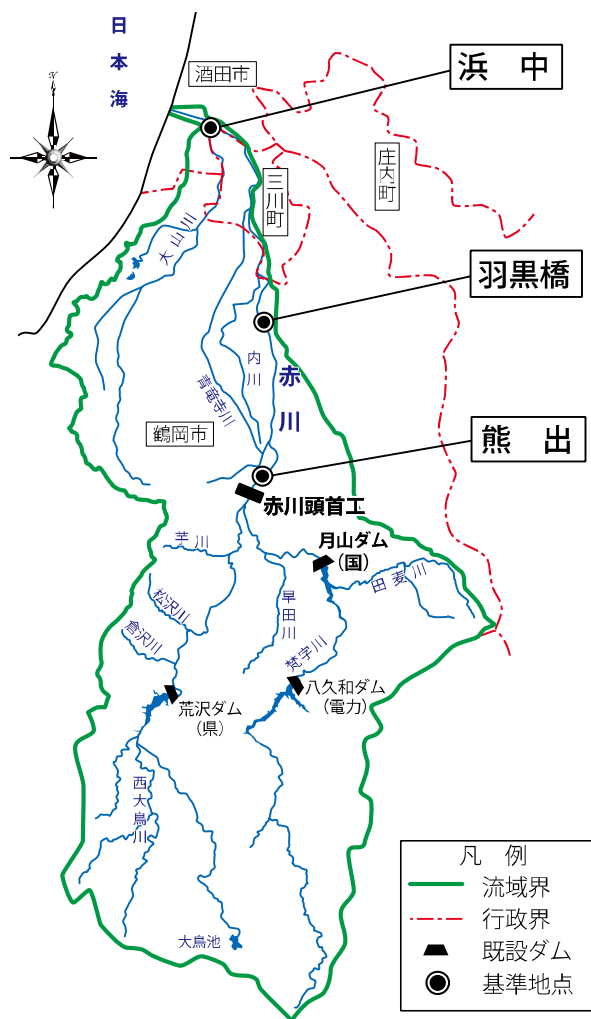 日本海
N
酒田市
浜中
庄内町
三川町
大山川
羽黒橋
内川
赤川
青竜寺川
鶴岡市
熊出
赤川頭首工
芋川
月山ダム
(国)
田麦川
松沢川
早田川
倉沢川
梵字川
八久和ダム
(電力)
荒沢ダム
(県)
西大鳥川
大鳥池
凡例
流域界
行政界
既設ダム
基準地点